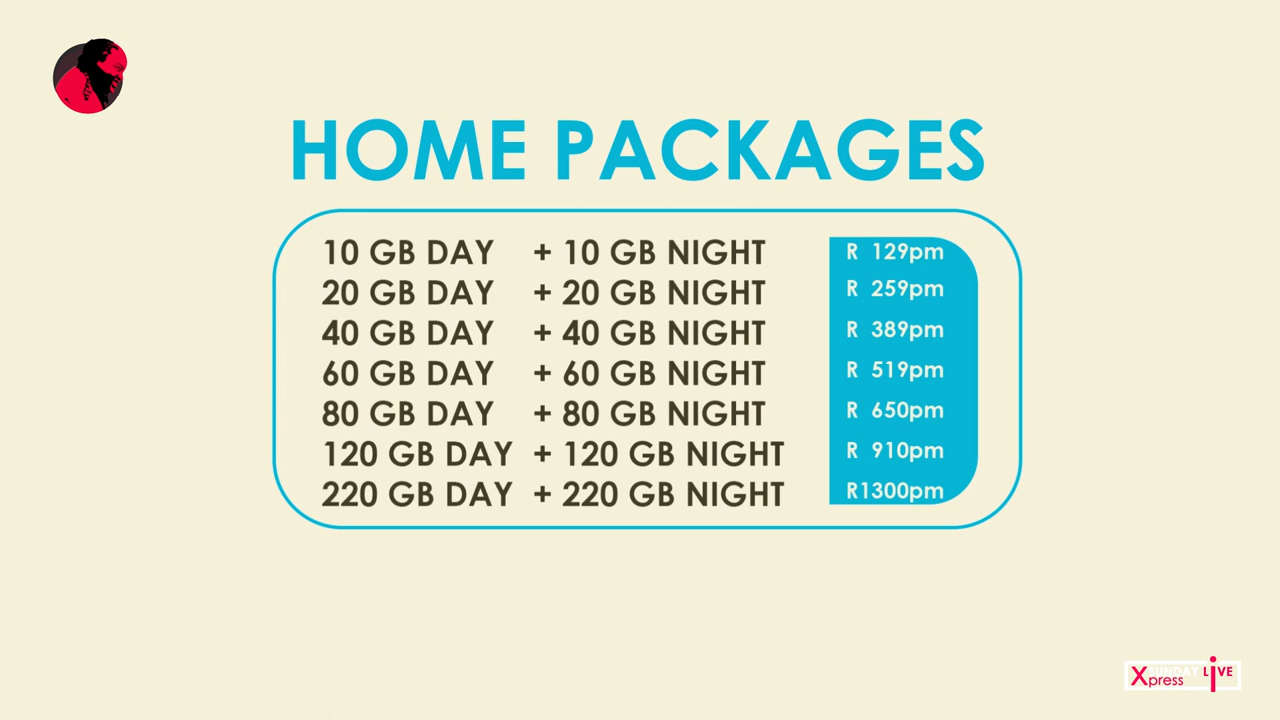 HOME PACKAGES
10 GB DAY + 10 GB NIGHT R 129pm
20 GB DAY + 20 GB NIGHT R 259pm
40 GB DAY + 40 GB NIGHT R 389pm
60 GB DAY + 60 GB NIGHT R 519pm
80 GB DAY + 80 GB NIGHT R 650pm
120 GB DAY + 120 GB NIGHT R 910pm
220 GB DAY + 220 GB NIGHT R1300pm
SUNDAY LiVE
Xpress